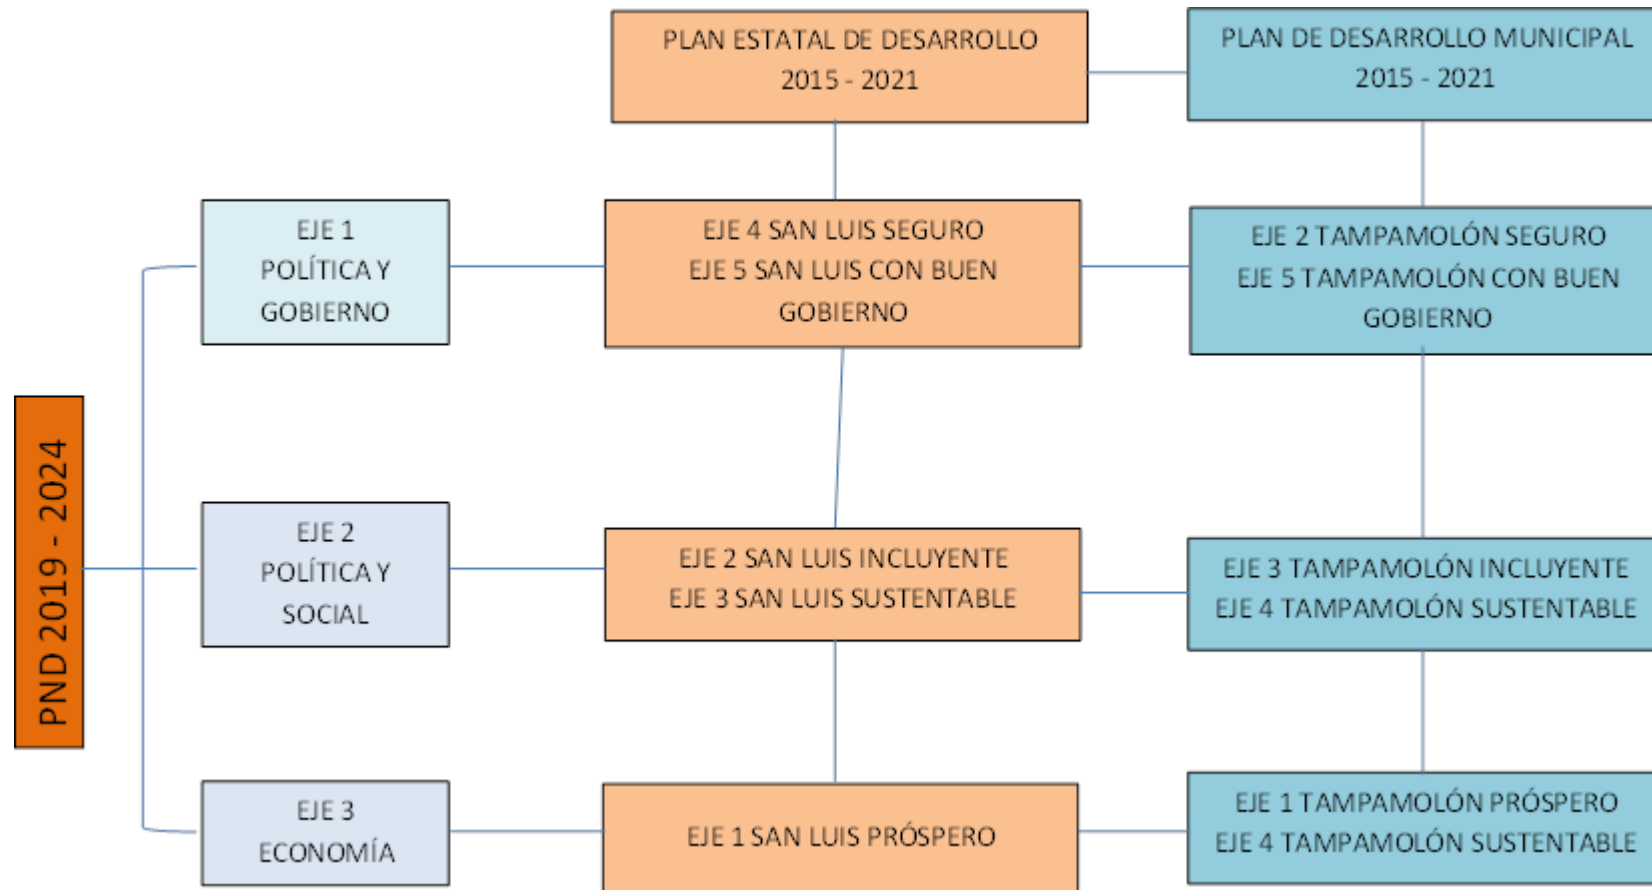 PLAN ESTATAL DE DESARROLLO
2015 - 2021
PLAN DE DESARROLLO MUNICIPAL
2015 - 2021
PND 2019 - 2024
EJE 1
POLÍTICA Y
GOBIERNO
EJE 4 SAN LUIS SEGURO
EJE 5 SAN LUIS CON BUEN
GOBIERNO
EJE 2 TAMPAMOLÓN SEGURO
EJE 5 TAMPAMOLÓN CON BUEN
GOBIERNO
EJE 2
POLÍTICA Y
SOCIAL
EJE 2 SAN LUIS INCLUYENTE
EJE 3 SAN LUIS SUSTENTABLE
EJE 3 TAMPAMOLÓN INCLUYENTE
EJE 4 TAMPAMOLÓN SUSTENTABLE
EJE 3
ECONOMÍA
EJE 1 SAN LUIS PRÓSPERO
EJE 1 TAMPAMOLÓN PRÓSPERO
EJE 4 TAMPAMOLÓN SUSTENTABLE